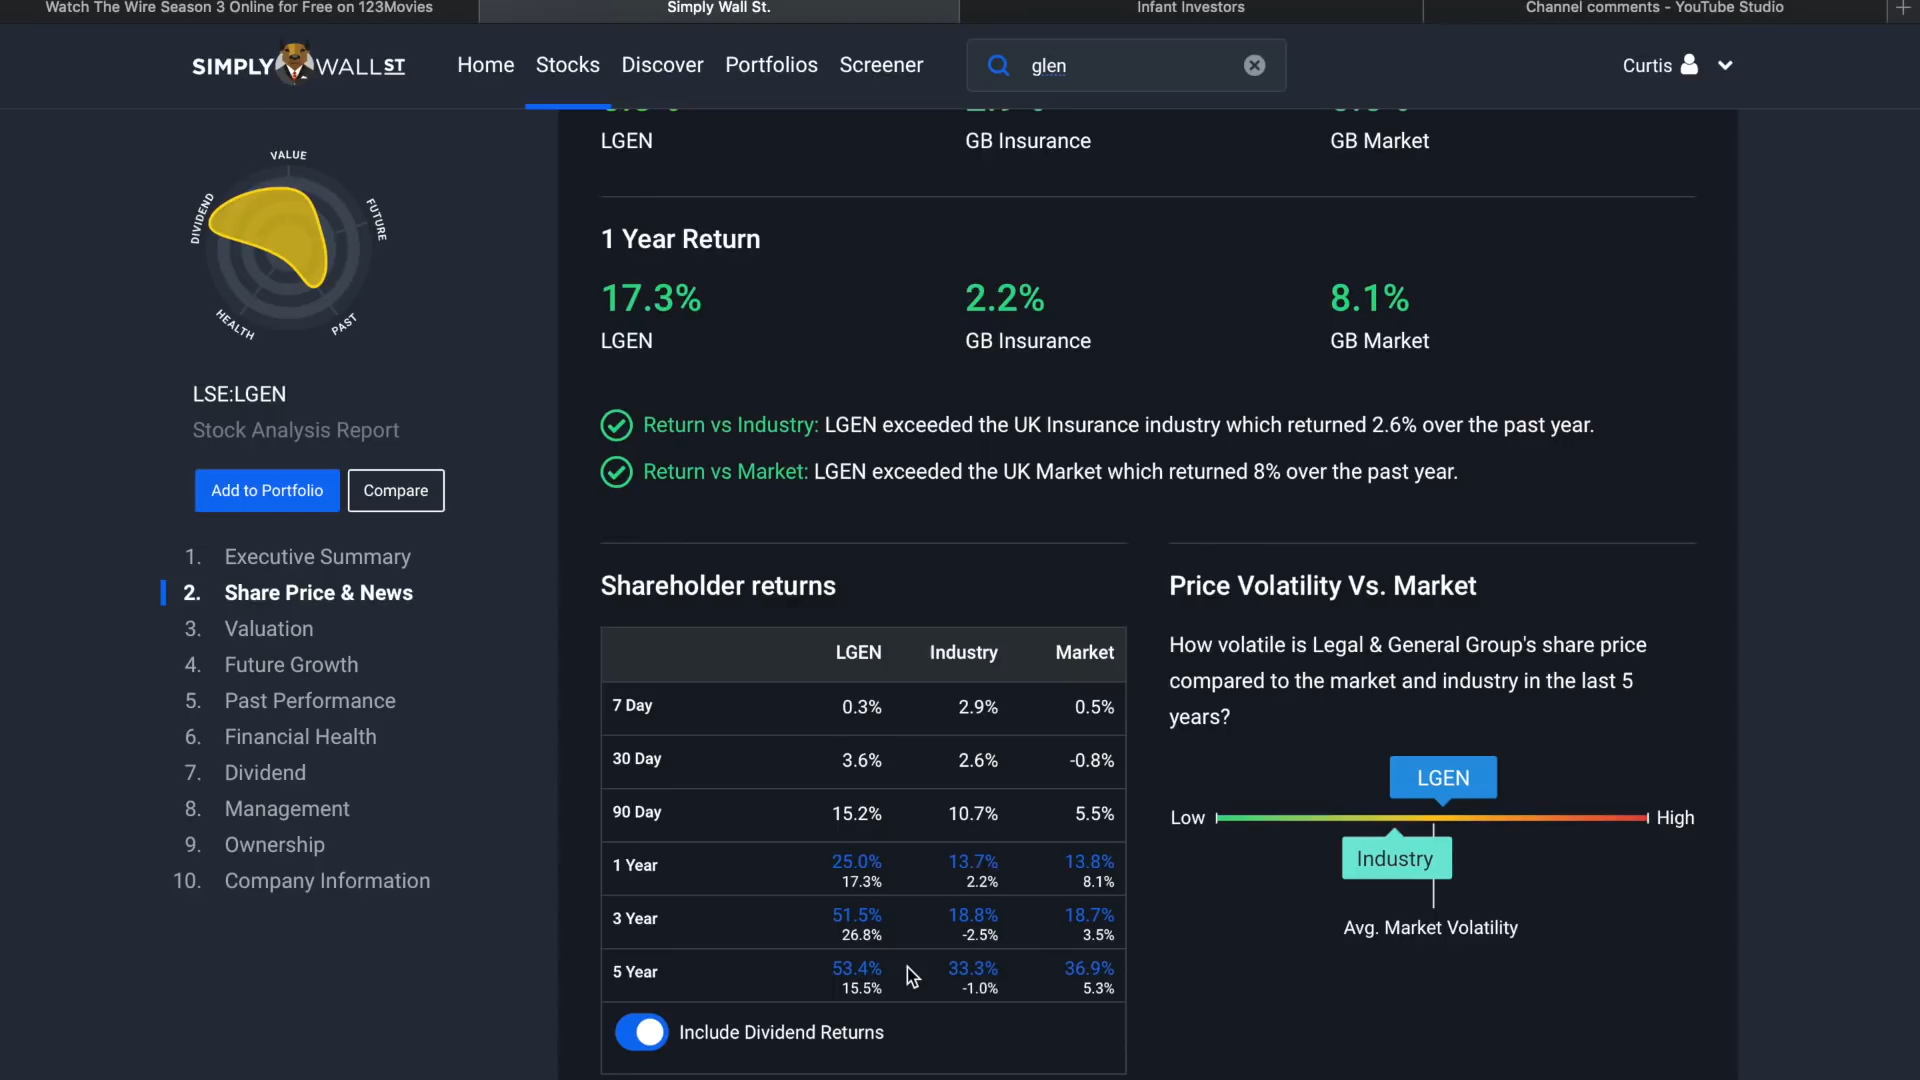 Watch The Wire Season 3 Online for Free on 123Movies
Simply Wall St.
Infant Investors
Channel comments - YouTube Studio
SIMPLY WALLST
Home
Stocks
Discover
Portfolios
Screener
glen
Curtis
VALUE
FUTURE
PAST
HEALTH
DIVIDEND
LSE:LGEN
Stock Analysis Report
Add to Portfolio
Compare
1. Executive Summary
2. Share Price & News
3. Valuation
4. Future Growth
5. Past Performance
6. Financial Health
7. Dividend
8. Management
9. Ownership
10. Company Information
LGEN
GB Insurance
GB Market
1 Year Return
17.3%
2.2%
8.1%
LGEN
GB Insurance
GB Market
Return vs Industry: LGEN exceeded the UK Insurance industry which returned 2.6% over the past year.
Return vs Market: LGEN exceeded the UK Market which returned 8% over the past year.
Shareholder returns
LGEN Industry Market
7 Day 0.3% 2.9% 0.5%
30 Day 3.6% 2.6% -0.8%
90 Day 15.2% 10.7% 5.5%
1 Year 25.0% 13.7% 13.8%
17.3% 2.2% 8.1%
3 Year 51.5% 18.8% 18.7%
26.8% -2.5% 3.5%
5 Year 53.4% 33.3% 36.9%
15.5% -1.0% 5.3%
Include Dividend Returns
Price Volatility Vs. Market
How volatile is Legal & General Group's share price
compared to the market and industry in the last 5
years?
LGEN
Low
High
Industry
Avg. Market Volatility